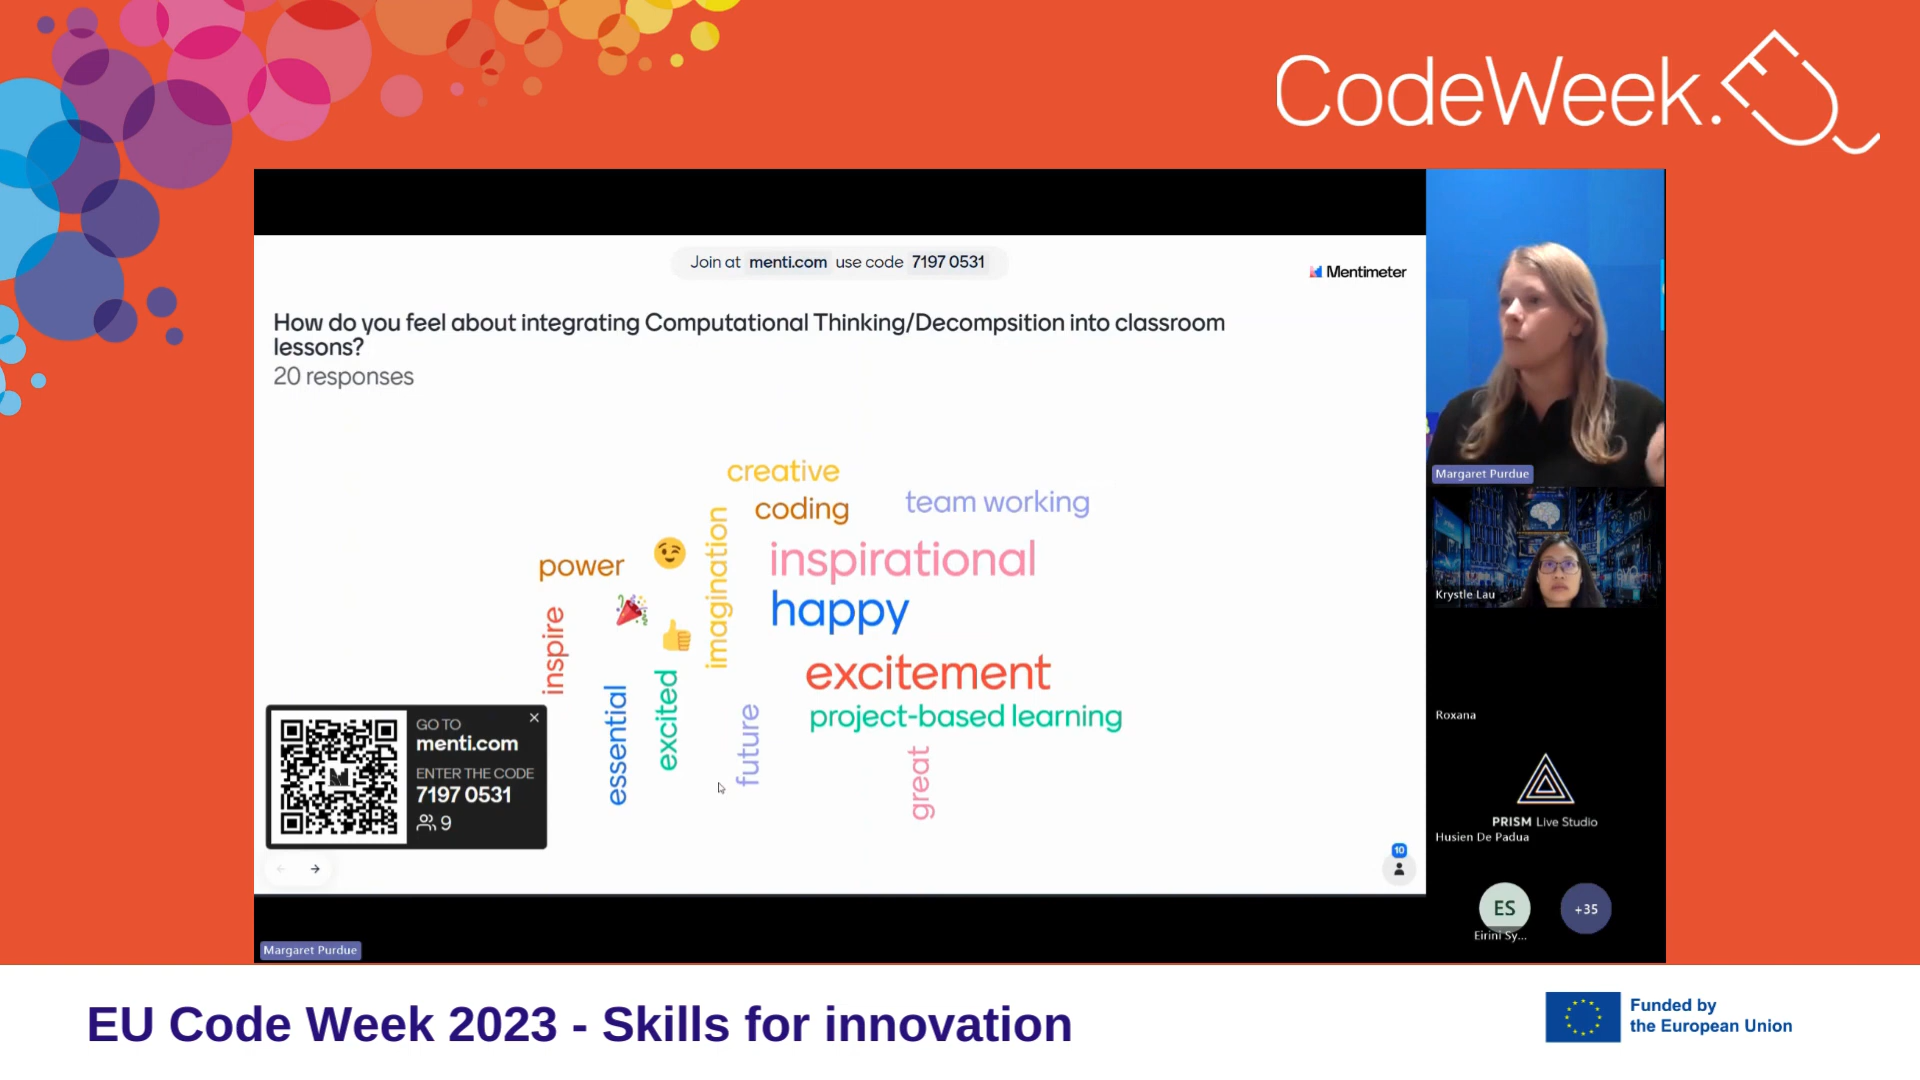 CodeWeek.
Join at menti.com use code 7197 0531
Mentimeter
How do you feel about integrating Computational Thinking/Decompsition into classroom
lessons?
20 responses
creative
coding
team working
power
imagination
inspirational
happy
inspire
excitement
essential
excited
future
project-based learning
great
GO TO
menti.com
ENTER THE CODE
7197 0531
9
10
Margaret Purdue
Margaret Purdue
Krystle Lau
Roxana
PRISM Live Studio
Husien De Padua
ES
+35
Eirini Sy...
EU Code Week 2023 - Skills for innovation
Funded by
the European Union